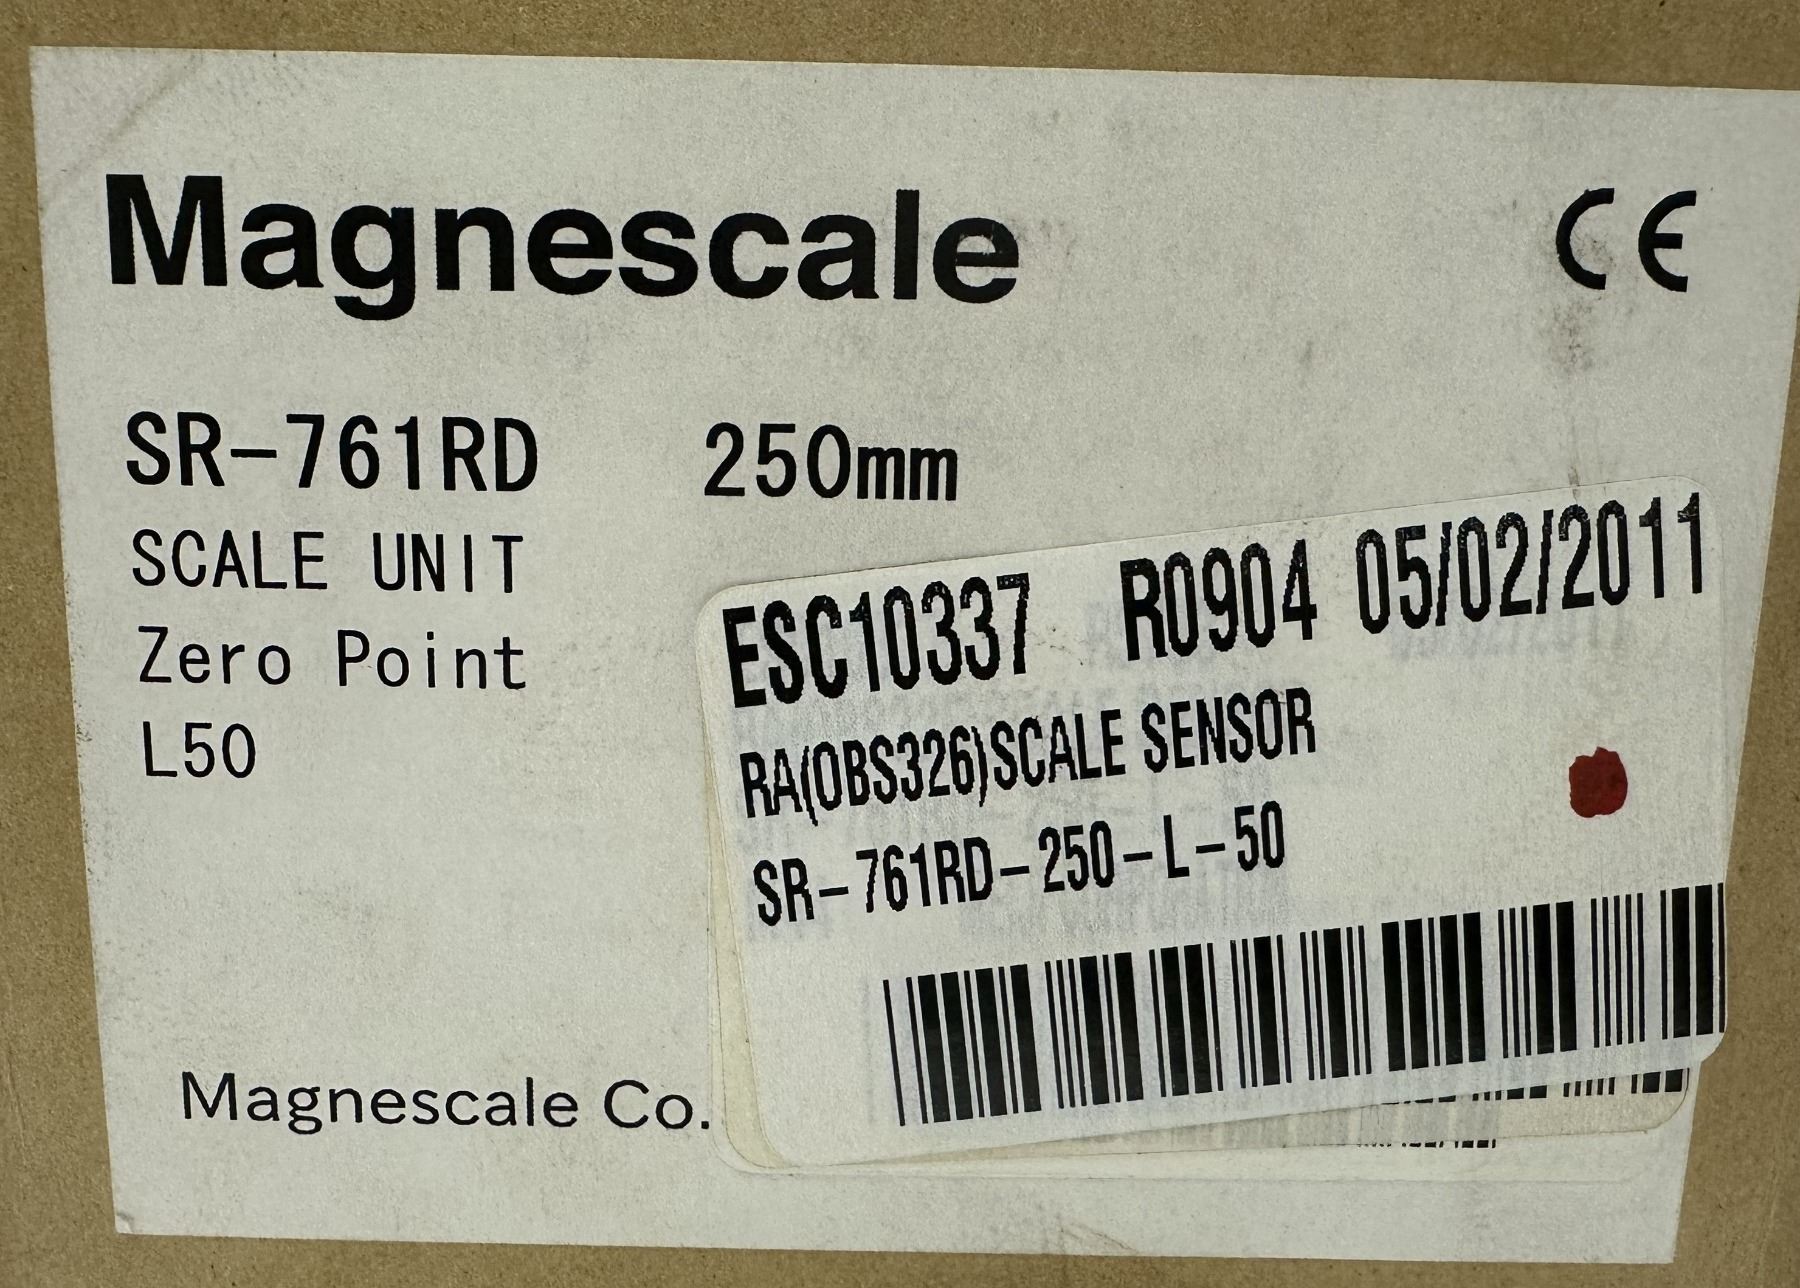 Magnescale
CE
SR-761RD 250mm
SCALE UNIT
Zero Point
L50
ESC10337 R0904 05/02/2011
RA(OBS326)SCALE SENSOR
SR-761RD-250-L-50
Magnescale Co.